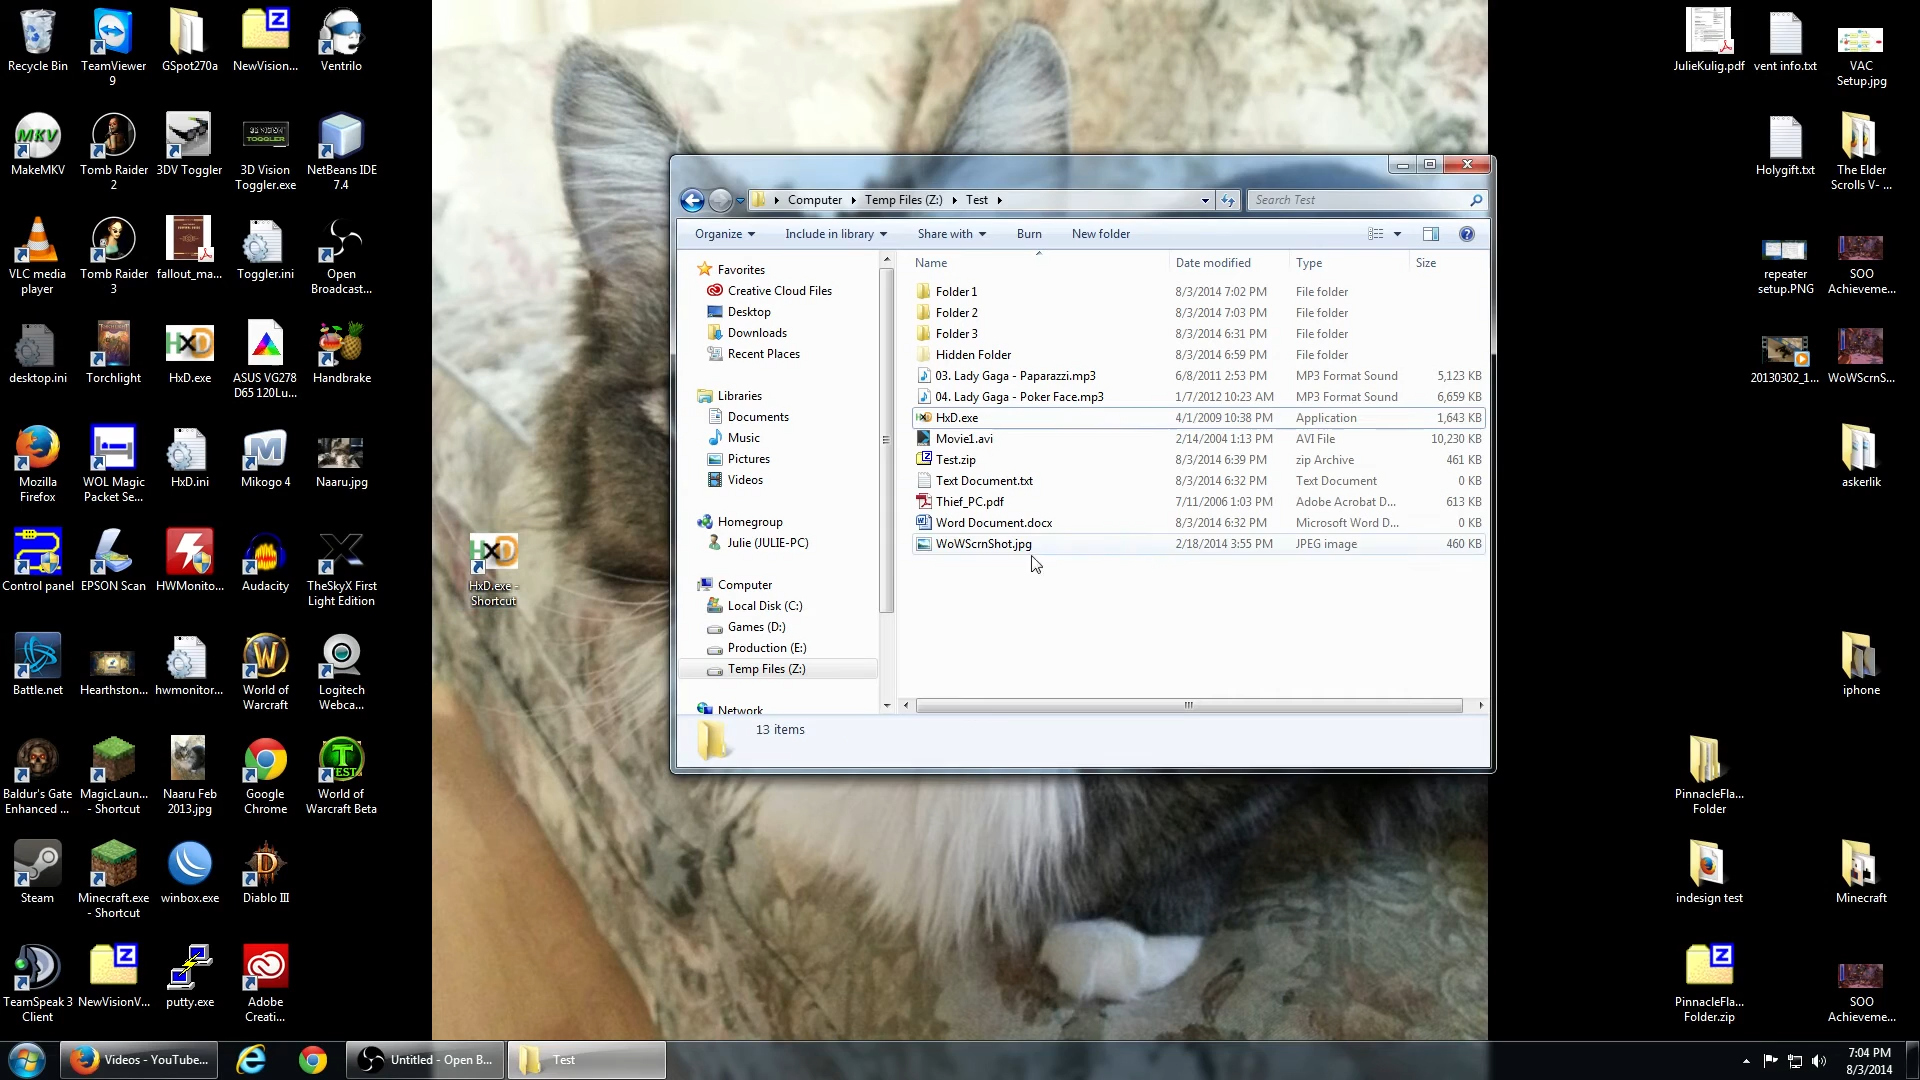 Recycle Bin
TeamViewer
9
GSpot270a
NewVision...
Ventrilo
MakeMKV
Tomb Raider
2
3DV Toggler
3D VISION
TOGGLER
3D Vision
Toggler.exe
NetBeans IDE
7.4
VLC media
player
Tomb Raider
3
fallout_ma...
Toggler.ini
Open
Broadcast...
desktop.ini
Torchlight
HxD.exe
ASUS VG278
D65 120Lu...
Handbrake
Mozilla
Firefox
WOL Magic
Packet Se...
HxD.ini
Mikogo 4
Naaru.jpg
Control panel
EPSON Scan
HWMonito...
Audacity
TheSkyX First
Light Edition
Battle.net
Hearthston...
hwmonitor...
World of
Warcraft
Logitech
Webca...
Baldur's Gate
Enhanced ...
MagicLaun...
- Shortcut
Naaru Feb
2013.jpg
Google
Chrome
TEST
World of
Warcraft Beta
Steam
Minecraft.exe
- Shortcut
winbox.exe
Diablo III
TeamSpeak 3
Client
NewVisionV...
putty.exe
Adobe
Creati...
HxD.exe -
Shortcut
Computer
Temp Files (Z:)
Test
Search Test
Organize
Include in library
Share with
Burn
New folder
Favorites
Creative Cloud Files
Desktop
Downloads
Recent Places
Libraries
Documents
Music
Pictures
Videos
Homegroup
Julie (JULIE-PC)
Computer
Local Disk (C:)
Games (D:)
Production (E:)
Temp Files (Z:)
Network
Name Date modified Type Size
Folder 1 8/3/2014 7:02 PM File folder
Folder 2 8/3/2014 7:03 PM File folder
Folder 3 8/3/2014 6:31 PM File folder
Hidden Folder 8/3/2014 6:59 PM File folder
03. Lady Gaga - Paparazzi.mp3 6/8/2011 2:53 PM MP3 Format Sound 5,123 KB
04. Lady Gaga - Poker Face.mp3 1/7/2012 10:23 AM MP3 Format Sound 6,659 KB
HxD.exe 4/1/2009 10:38 PM Application 1,643 KB
Movie1.avi 2/14/2004 1:13 PM AVI File 10,230 KB
Test.zip 8/3/2014 6:39 PM zip Archive 461 KB
Text Document.txt 8/3/2014 6:32 PM Text Document 0 KB
Thief_PC.pdf 7/11/2006 1:03 PM Adobe Acrobat D... 613 KB
Word Document.docx 8/3/2014 6:32 PM Microsoft Word D... 0 KB
WoWScrnShot.jpg 2/18/2014 3:55 PM JPEG image 460 KB
13 items
JulieKulig.pdf
vent info.txt
VAC
Setup.jpg
Holygift.txt
The Elder
Scrolls V- ...
repeater
setup.PNG
SOO
Achieveme...
20130302_1...
WoWScrnS...
askerlik
iphone
PinnacleFla...
Folder
indesign test
Minecraft
PinnacleFla...
Folder.zip
SOO
Achieveme...
Videos - YouTube...
Untitled - Open B...
Test
7:04 PM
8/3/2014